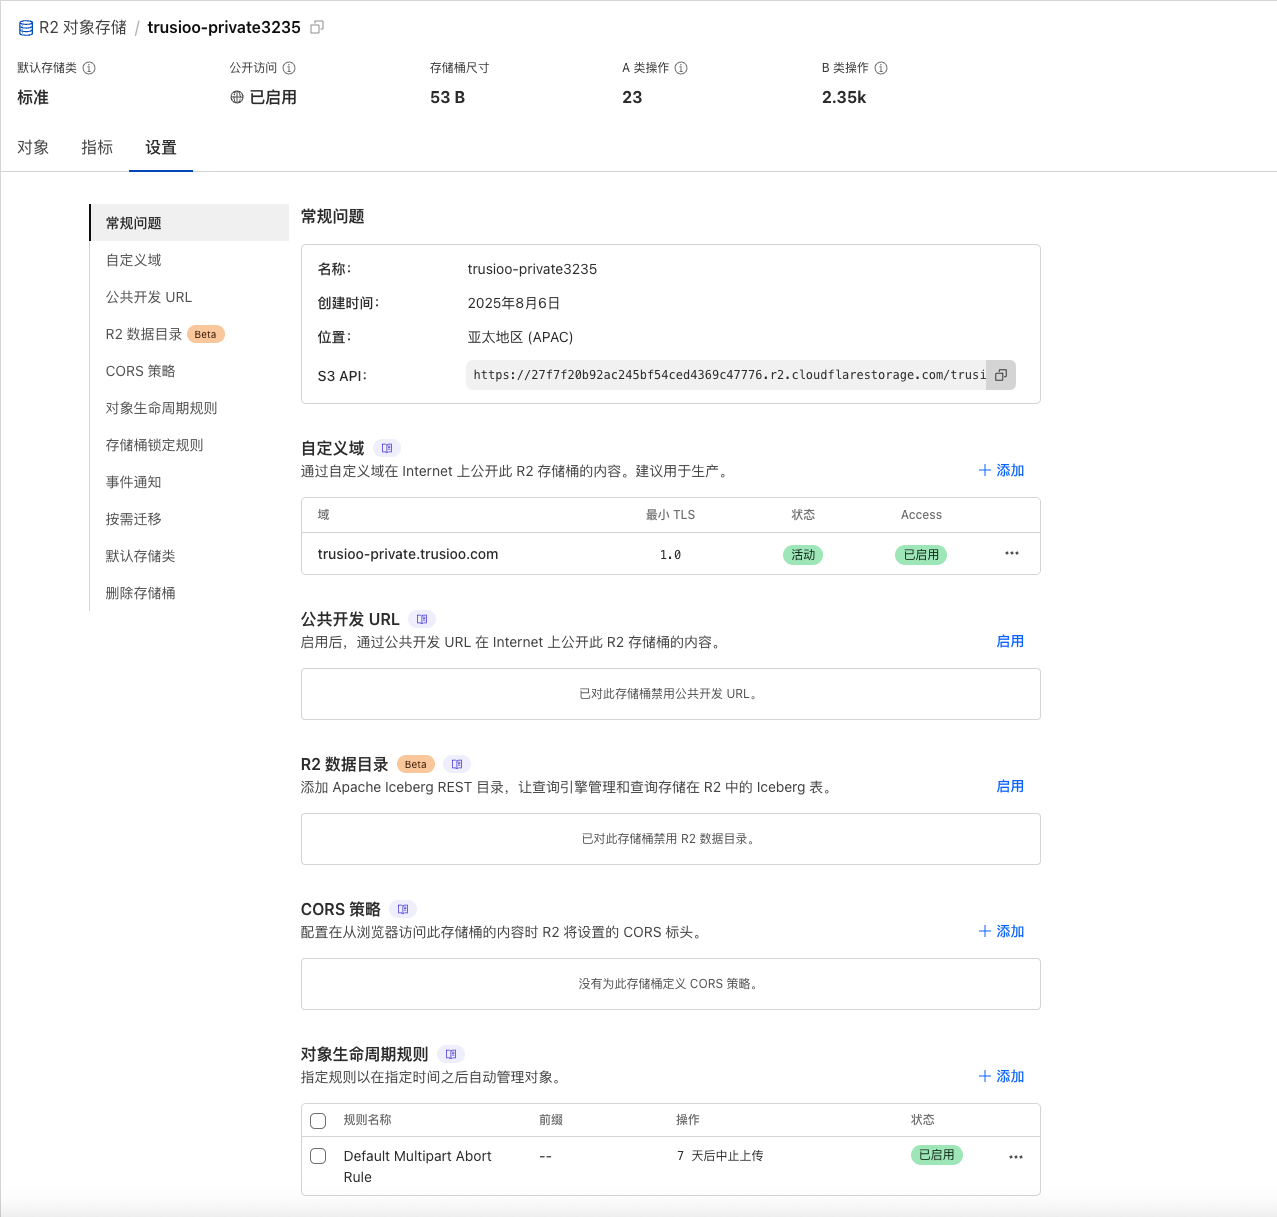 R2 对象存储 / trusioo-private3235
默认存储类 公开访问 存储桶尺寸 A 类操作 B 类操作
标准 已启用 53 B 23 2.35k
对象 指标 设置
常规问题
自定义域
公共开发 URL
R2 数据目录 Beta
CORS 策略
对象生命周期规则
存储桶锁定规则
事件通知
按需迁移
默认存储类
删除存储桶
常规问题
名称： trusioo-private3235
创建时间： 2025年8月6日
位置： 亚太地区 (APAC)
S3 API： https://27f7f20b92ac245bf54ced4369c47776.r2.cloudflarestorage.com/trusi
自定义域
通过自定义域在 Internet 上公开此 R2 存储桶的内容。建议用于生产。 + 添加
域 最小 TLS 状态 Access
trusioo-private.trusioo.com 1.0 活动 已启用 ...
公共开发 URL
启用后，通过公共开发 URL 在 Internet 上公开此 R2 存储桶的内容。 启用
已对此存储桶禁用公共开发 URL。
R2 数据目录 Beta
添加 Apache Iceberg REST 目录，让查询引擎管理和查询存储在 R2 中的 Iceberg 表。 启用
已对此存储桶禁用 R2 数据目录。
CORS 策略
配置在从浏览器访问此存储桶的内容时 R2 将设置的 CORS 标头。 + 添加
没有为此存储桶定义 CORS 策略。
对象生命周期规则
指定规则以在指定时间之后自动管理对象。 + 添加
规则名称 前缀 操作 状态
Default Multipart Abort -- 7 天后中止上传 已启用 ...
Rule